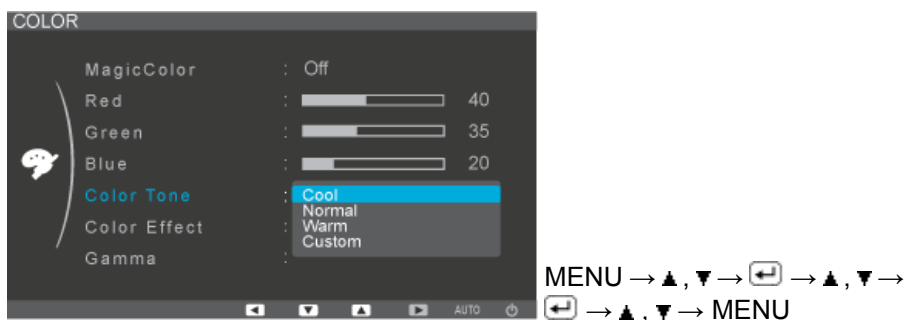 COLOR
MagicColor : Off
Red : 40
Green : 35
Blue : 20
Color Tone : Cool
Normal
Color Effect : Warm
Custom
Gamma :
AUTO
MENU → ▲ , ▼ → ↵ → ▲ , ▼ →
↵ → ▲ , ▼ → MENU